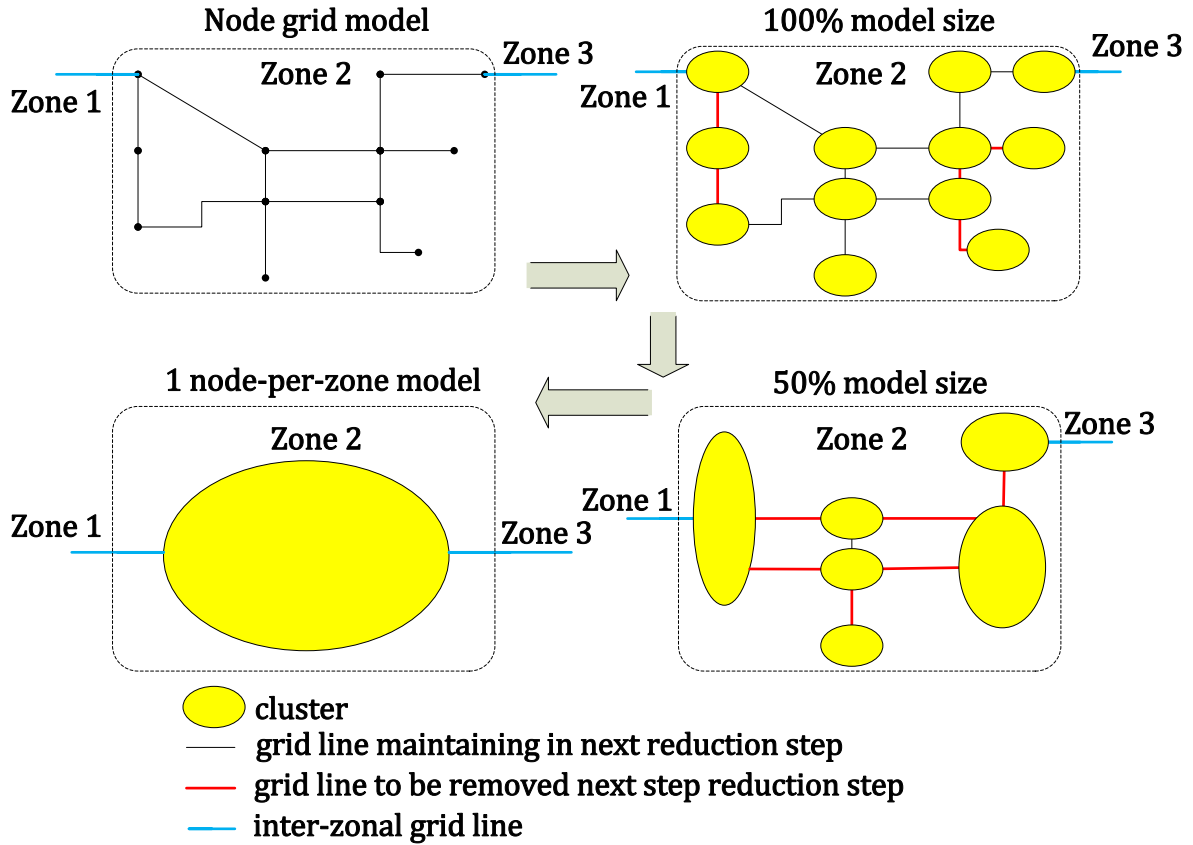 Node grid model
Zone 1
Zone 2
Zone 3
100% model size
Zone 1
Zone 2
Zone 3
1 node-per-zone model
Zone 2
Zone 1
Zone 3
50% model size
Zone 2
Zone 3
Zone 1
cluster
grid line maintaining in next reduction step
grid line to be removed next step reduction step
inter-zonal grid line